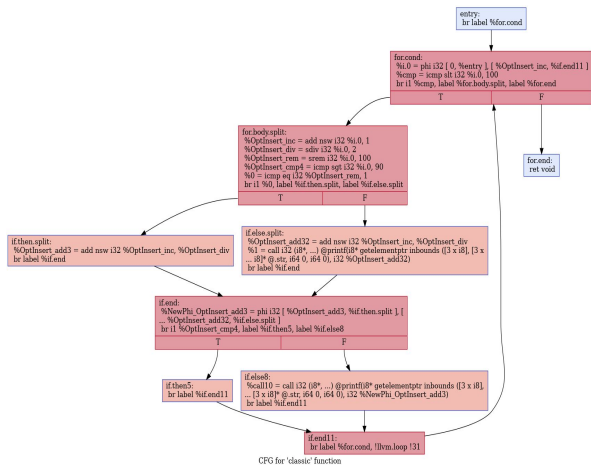 entry:
br label %for.cond
for.cond:
%i.0 = phi i32 [ 0, %entry ], [ %OptInsert_inc, %if.end11 ]
%cmp = icmp slt i32 %i.0, 100
br i1 %cmp, label %for.body.split, label %for.end
T F
for.body.split:
%OptInsert_inc = add nsw i32 %i.0, 1
%OptInsert_div = sdiv i32 %i.0, 2
%OptInsert_rem = srem i32 %i.0, 100
%OptInsert_cmp4 = icmp sgt i32 %i.0, 90
%0 = icmp eq i32 %OptInsert_rem, 1
br i1 %0, label %if.then.split, label %if.else.split
T F
for.end:
ret void
if.then.split:
%OptInsert_add3 = add nsw i32 %OptInsert_inc, %OptInsert_div
br label %if.end
if.else.split:
%OptInsert_add32 = add nsw i32 %OptInsert_inc, %OptInsert_div
%1 = call i32 (i8*, ...) @printf(i8* getelementptr inbounds ([3 x i8], [3 x
... i8]* @.str, i64 0, i64 0), i32 %OptInsert_add32)
br label %if.end
if.end:
%NewPhi_OptInsert_add3 = phi i32 [ %OptInsert_add3, %if.then.split ], [
... %OptInsert_add32, %if.else.split ]
br i1 %OptInsert_cmp4, label %if.then5, label %if.else8
T F
if.then5:
br label %if.end11
if.else8:
%call10 = call i32 (i8*, ...) @printf(i8* getelementptr inbounds ([3 x i8],
... [3 x i8]* @.str, i64 0, i64 0), i32 %NewPhi_OptInsert_add3)
br label %if.end11
if.end11:
br label %for.cond, !llvm.loop !31
CFG for 'classic' function